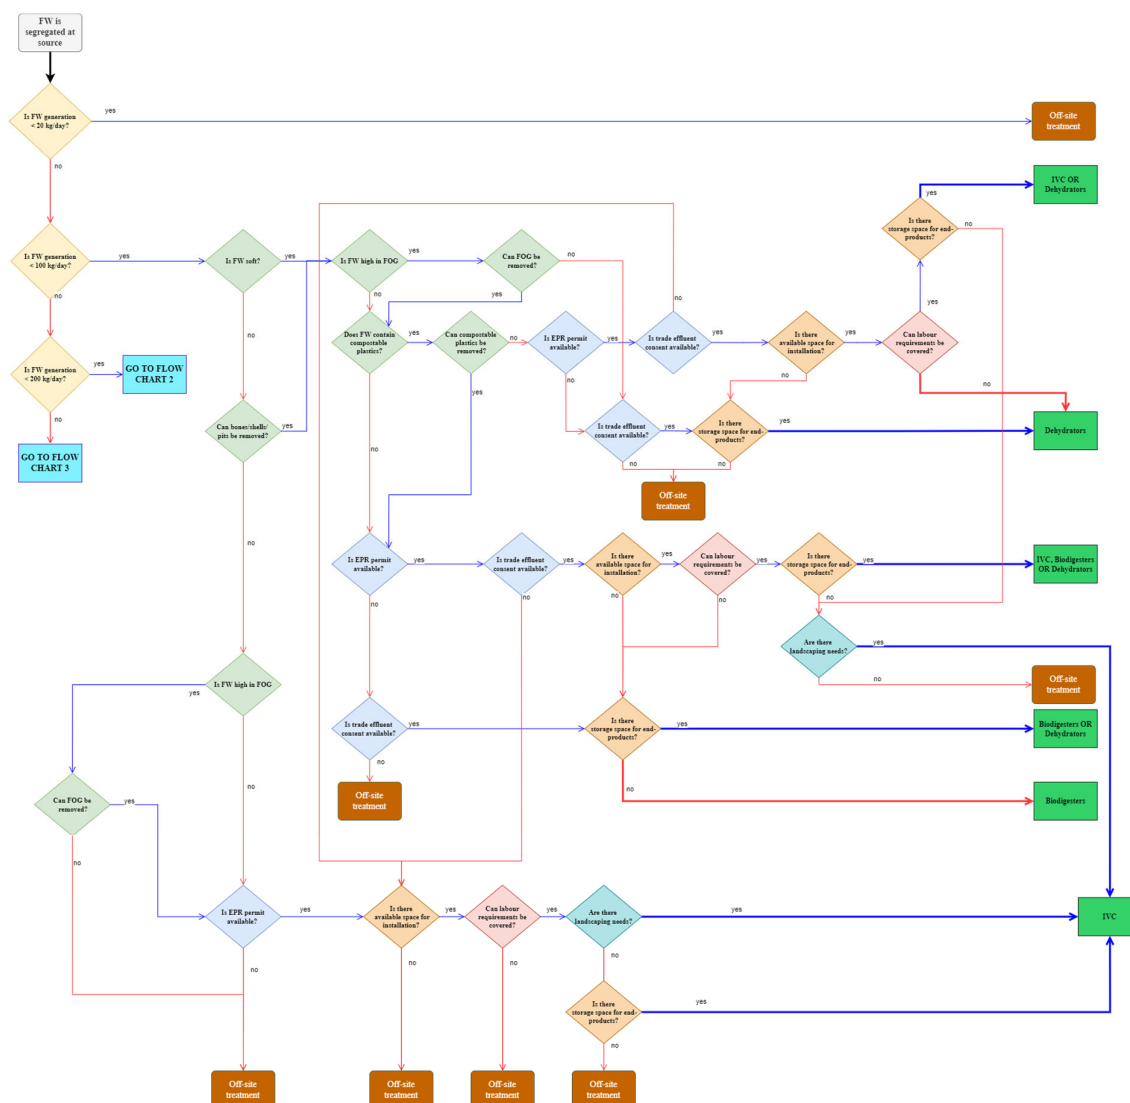 FW is
segregated at
source
Is FW generation
< 20 kg/day?
yes
Off-site
treatment
no
IVC OR
Dehydrators
yes
Is there
storage space for end-
products?
no
Is FW generation
< 100 kg/day?
yes
Is FW soft?
yes
Is FW high in FOG
yes
Can FOG be
removed?
no
no
no
no
yes
no
yes
Does FW contain
compostable
plastics?
yes
Can compostable
plastics be
removed?
no
Is EPR permit
available?
yes
Is trade effluent
consent available?
yes
Is there
available space for
installation?
yes
Can labour
requirements be
covered?
Is FW generation
< 200 kg/day?
yes
GO TO FLOW
CHART 2
no
yes
no
no
no
Can bones/shells/
pits be removed?
yes
Is trade effluent
consent available?
yes
Is there
storage space for end-
products?
yes
Dehydrators
GO TO FLOW
CHART 3
no
no
no
Off-site
treatment
no
Is EPR permit
available?
yes
Is trade effluent
consent available?
yes
Is there
available space for
installation?
yes
Can labour
requirements be
covered?
yes
Is there
storage space for end-
products?
yes
IVC, Biodigesters
OR Dehydrators
no
no
no
no
no
Are there
landscaping needs?
yes
Is FW high in FOG
yes
no
Off-site
treatment
Is trade effluent
consent available?
yes
Is there
storage space for end-
products?
yes
Biodigesters OR
Dehydrators
no
no
Off-site
treatment
no
Biodigesters
Can FOG be
removed?
yes
no
Is EPR permit
available?
yes
Is there
available space for
installation?
yes
Can labour
requirements be
covered?
yes
Are there
landscaping needs?
yes
IVC
no
no
no
no
Is there
storage space for end-
products?
yes
no
Off-site
treatment
Off-site
treatment
Off-site
treatment
Off-site
treatment